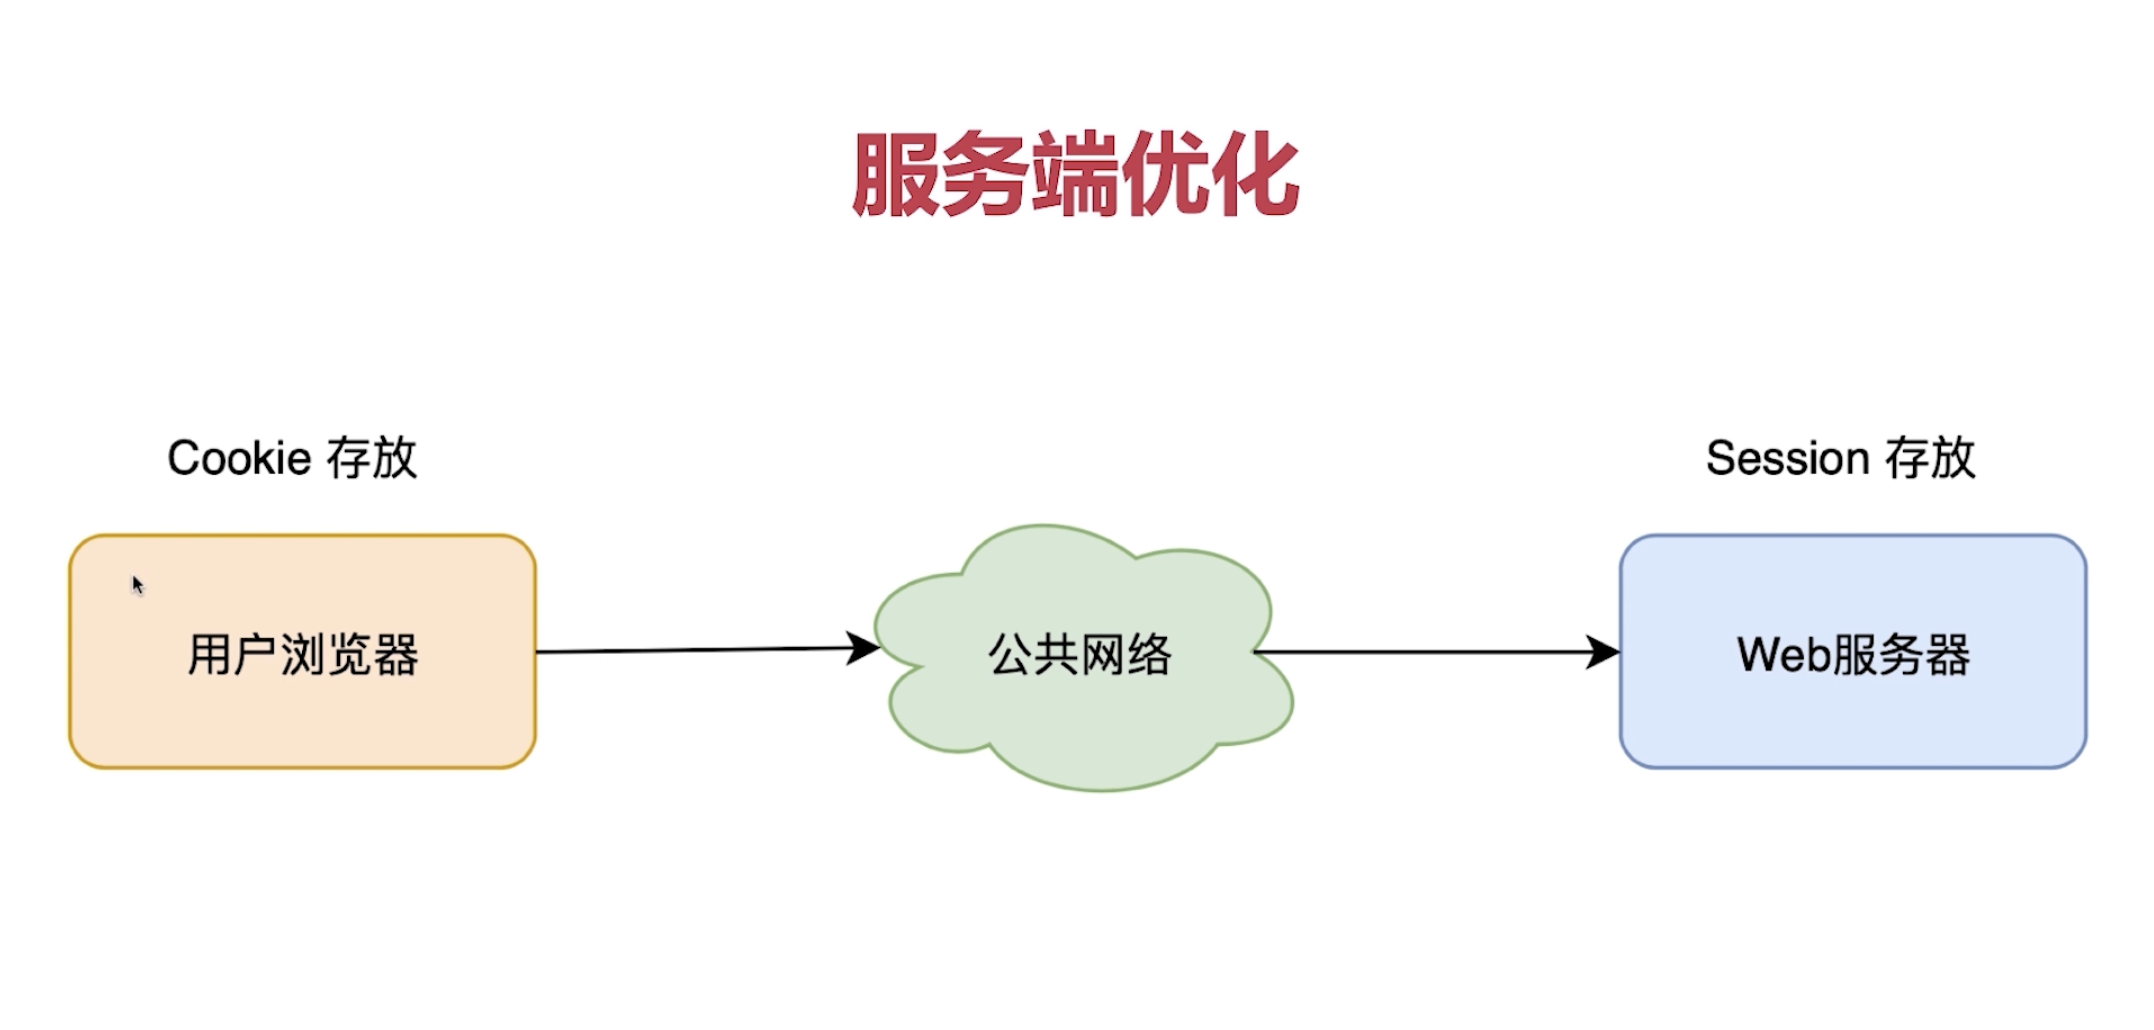 服务端优化
Cookie 存放
Session 存放
用户浏览器
公共网络
Web服务器